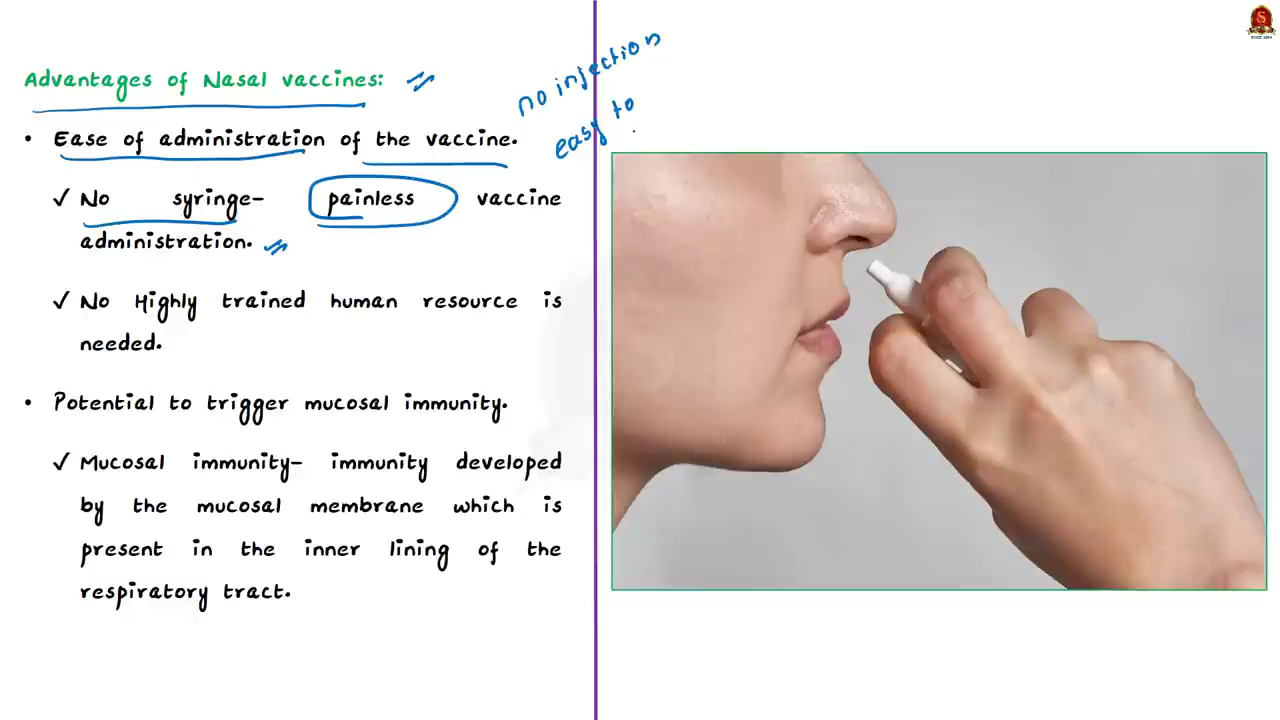 Advantages of Nasal vaccines:
no injection
easy to
• Ease of administration of the vaccine.
✓ No syringe- painless vaccine
administration.
✓ No Highly trained human resource is
needed.
• Potential to trigger mucosal immunity.
✓ Mucosal immunity- immunity developed
by the mucosal membrane which is
present in the inner lining of the
respiratory tract.